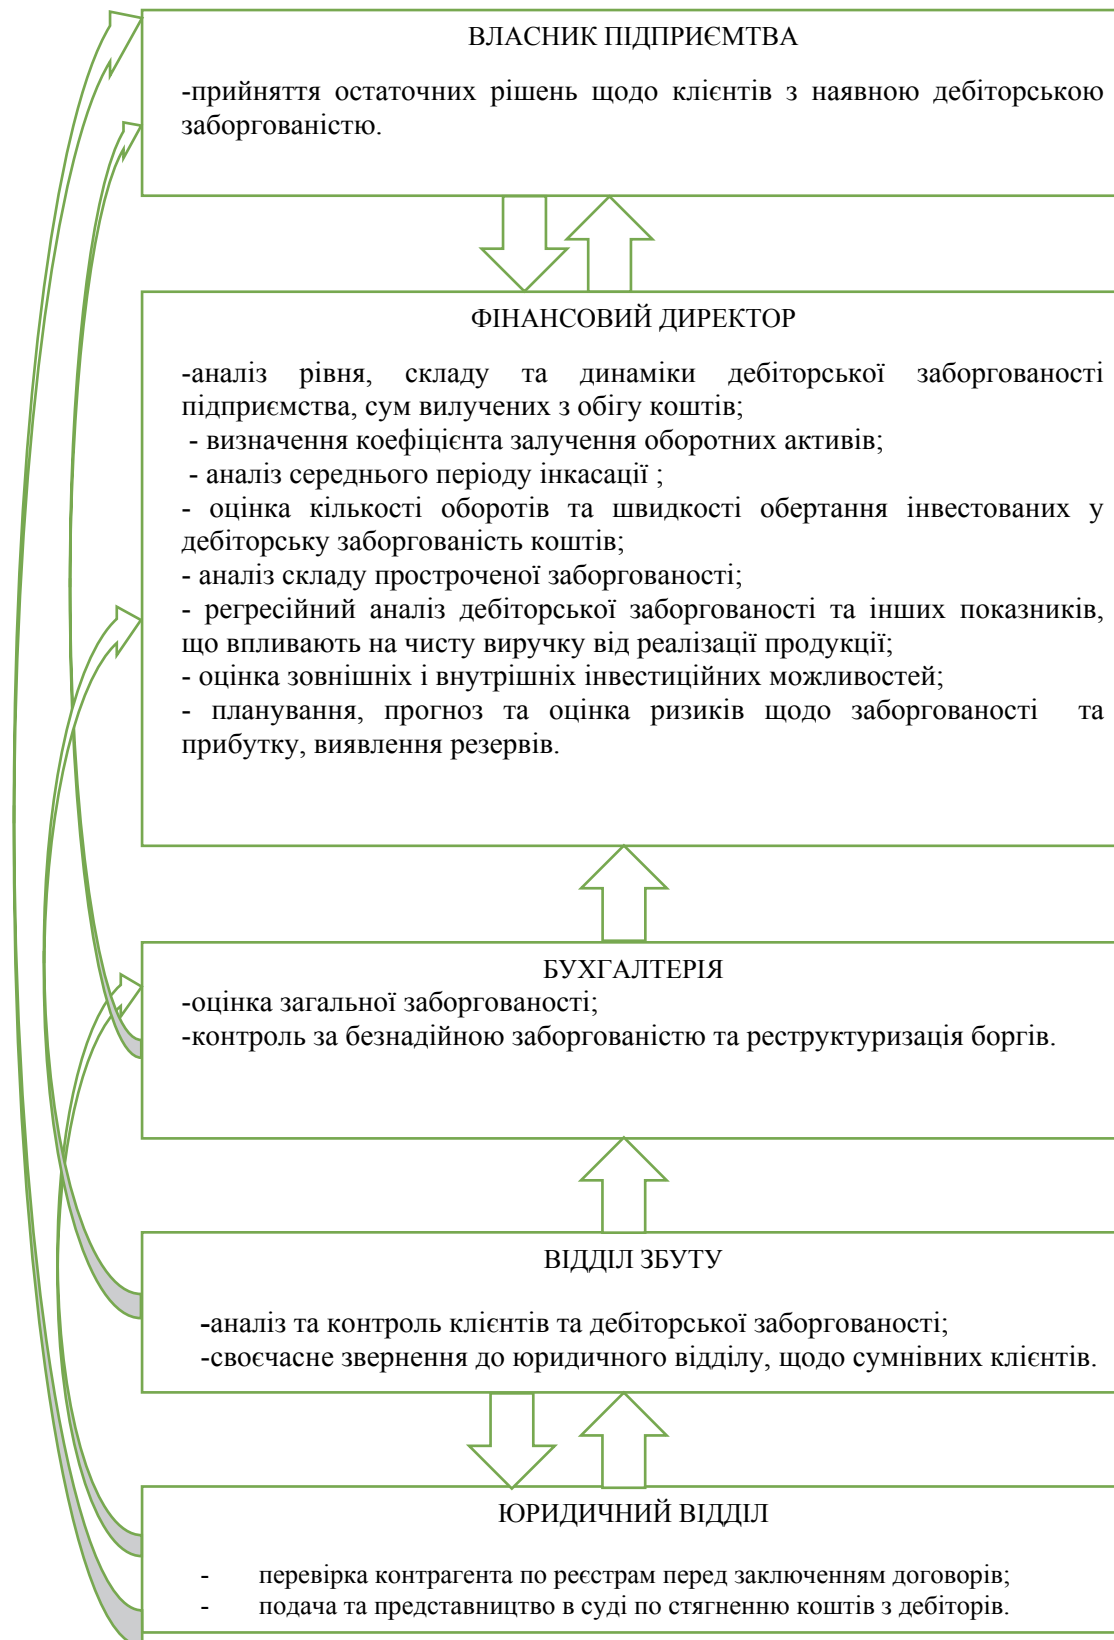 ВЛАСНИК ПІДПРИЄМТВА
-прийняття остаточних рішень щодо клієнтів з наявною дебіторською
заборгованістю.
ФІНАНСОВИЙ ДИРЕКТОР
-аналіз рівня, складу та динаміки дебіторської заборгованості
підприємства, сум вилучених з обігу коштів;
- визначення коефіцієнта залучення оборотних активів;
- аналіз середнього періоду інкасації ;
- оцінка кількості оборотів та швидкості обертання інвестованих у
дебіторську заборгованість коштів;
- аналіз складу простроченої заборгованості;
- регресійний аналіз дебіторської заборгованості та інших показників,
що впливають на чисту виручку від реалізації продукції;
- оцінка зовнішніх і внутрішніх інвестиційних можливостей;
- планування, прогноз та оцінка ризиків щодо заборгованості та
прибутку, виявлення резервів.
БУХГАЛТЕРІЯ
-оцінка загальної заборгованості;
-контроль за безнадійною заборгованістю та реструктуризація боргів.
ВІДДІЛ ЗБУТУ
-аналіз та контроль клієнтів та дебіторської заборгованості;
-своєчасне звернення до юридичного відділу, щодо сумнівних клієнтів.
ЮРИДИЧНИЙ ВІДДІЛ
- перевірка контрагента по реєстрам перед заключенням договорів;
- подача та представництво в суді по стягненню коштів з дебіторів.